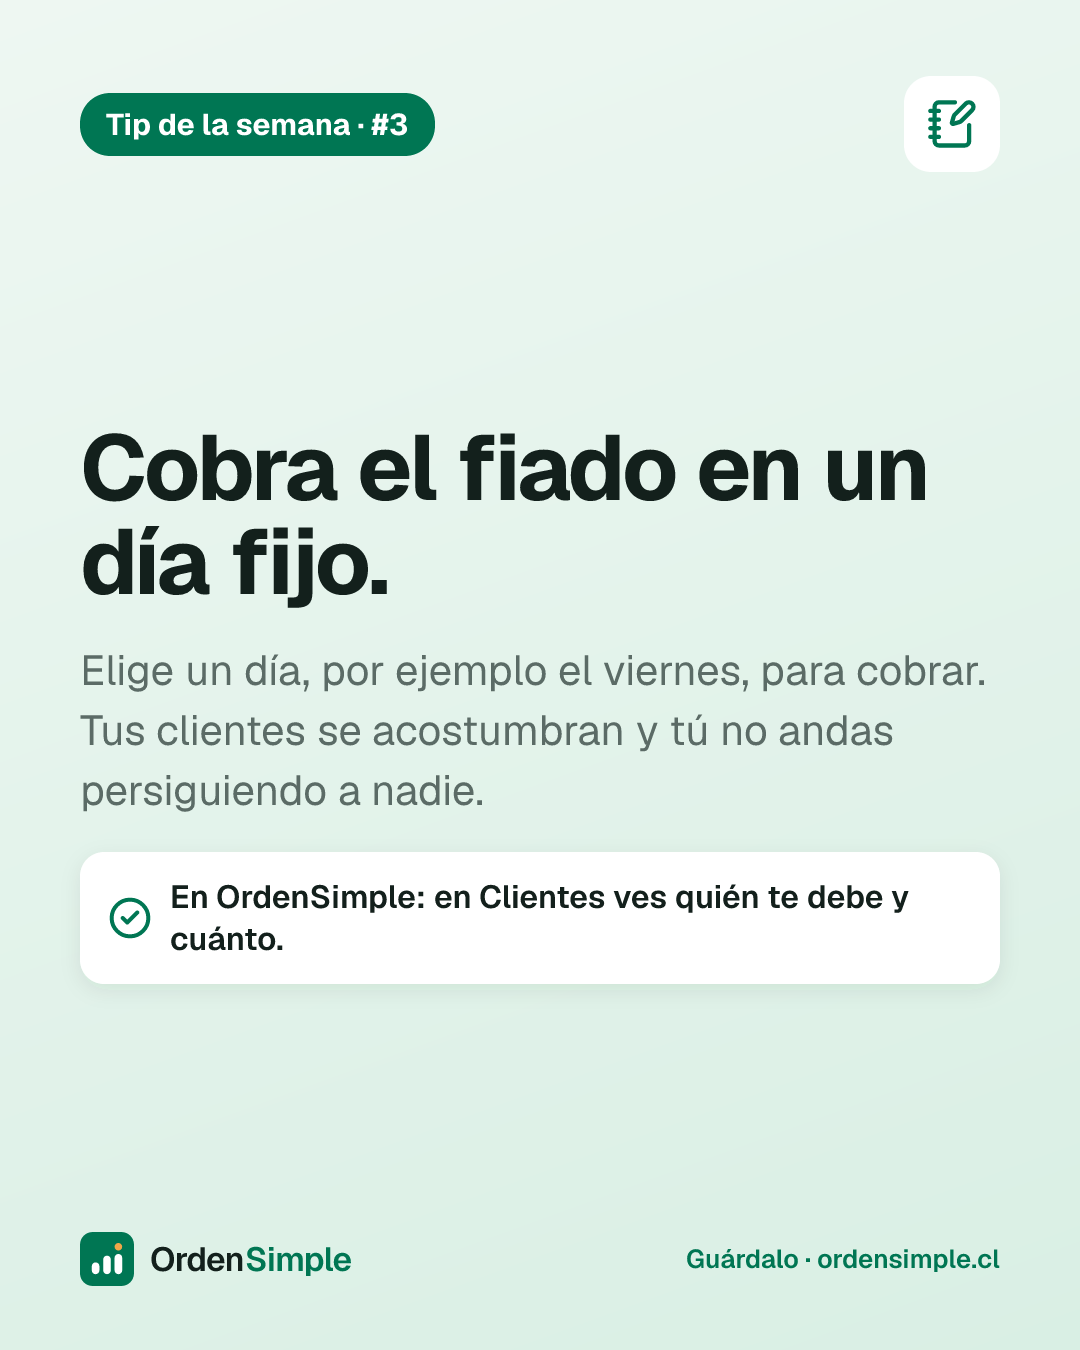 Tip de la semana · #3
Cobra el fiado en un
día fijo.
Elige un día, por ejemplo el viernes, para cobrar.
Tus clientes se acostumbran y tú no andas
persiguiendo a nadie.
En OrdenSimple: en Clientes ves quién te debe y
cuánto.
OrdenSimple
Guárdalo · ordensimple.cl